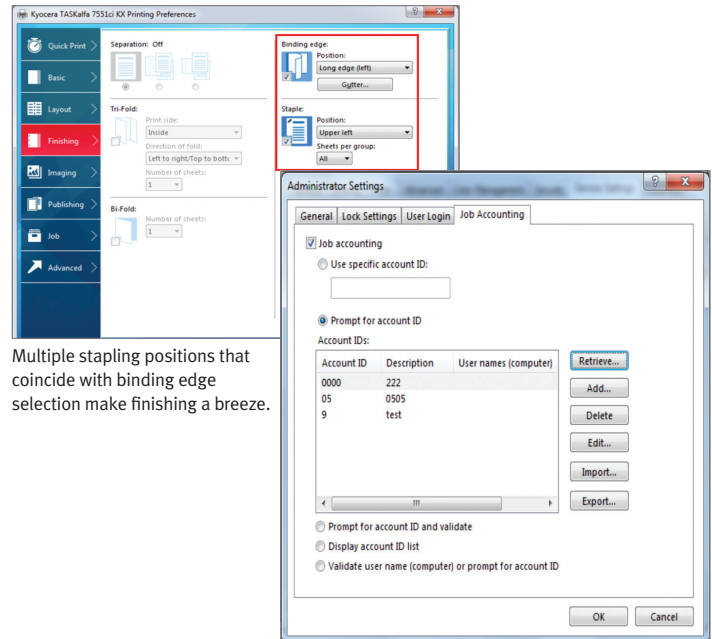 Kyocera TASKalfa 7551ci KX Printing Preferences
Quick Print
Basic
Layout
Finishing
Imaging
Publishing
Job
Advanced
Separation: Off
Tri-Fold:
Print side:
Inside
Direction of fold:
Left to right/Top to botto
Number of sheets:
1
Bi-Fold:
Number of sheets:
1
Binding edge:
Position:
Long edge (left)
Gutter...
Staple:
Position:
Upper left
Sheets per group:
All
Multiple stapling positions that
coincide with binding edge
selection make finishing a breeze.
Administrator Settings
General Lock Settings User Login Job Accounting
Job accounting
Use specific account ID:
Prompt for account ID
Account IDs:
Account ID Description User names (computer)
0000 222
05 0505
9 test
Retrieve...
Add...
Delete
Edit...
Import...
Export...
Prompt for account ID and validate
Display account ID list
Validate user name (computer) or prompt for account ID
OK Cancel